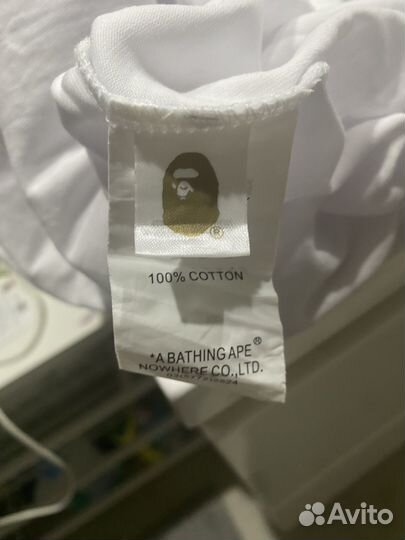 ®
100% COTTON
*A BATHING APE®
NOWHERE CO.,LTD.
Avito